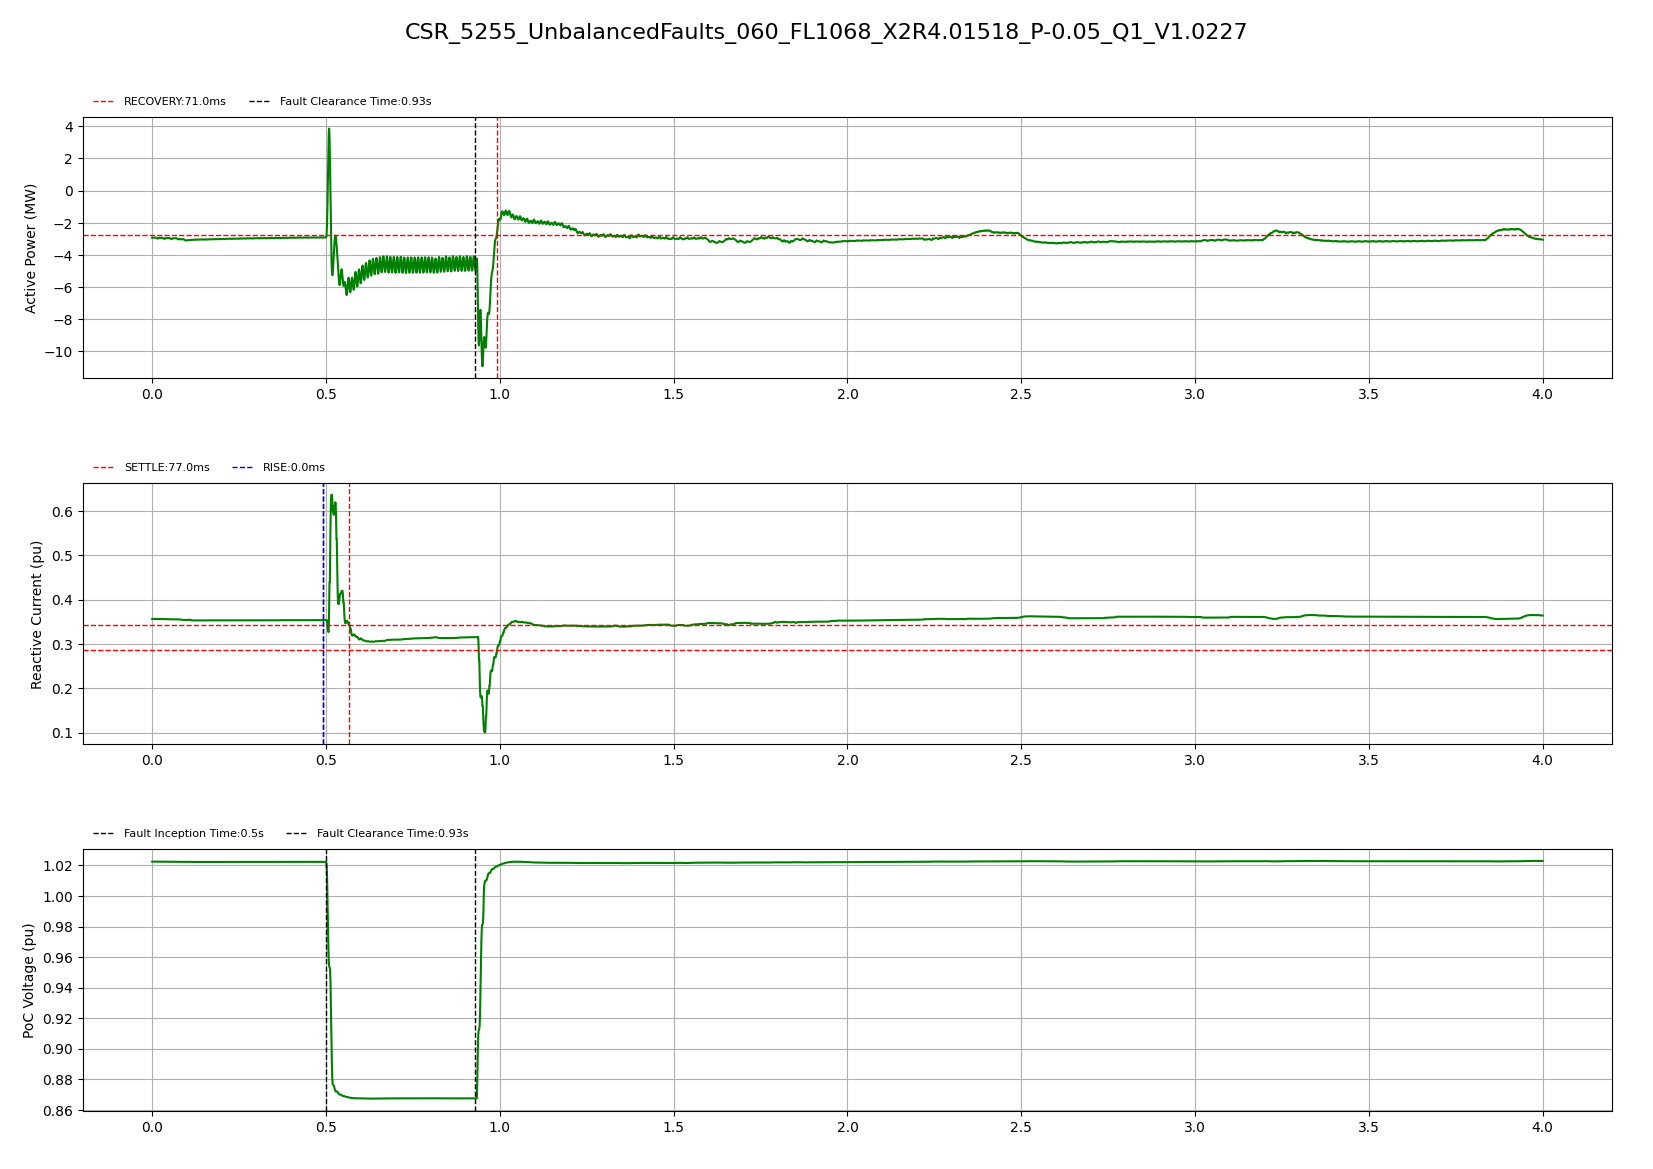 CSR_5255_UnbalancedFaults_060_FL1068_X2R4.01518_P-0.05_Q1_V1.0227
RECOVERY:71.0ms Fault Clearance Time:0.93s
Active Power (MW)
4
2
0
−2
−4
−6
−8
−10
0.0 0.5 1.0 1.5 2.0 2.5 3.0 3.5 4.0
SETTLE:77.0ms RISE:0.0ms
Reactive Current (pu)
0.6
0.5
0.4
0.3
0.2
0.1
0.0 0.5 1.0 1.5 2.0 2.5 3.0 3.5 4.0
Fault Inception Time:0.5s Fault Clearance Time:0.93s
PoC Voltage (pu)
1.02
1.00
0.98
0.96
0.94
0.92
0.90
0.88
0.86
0.0 0.5 1.0 1.5 2.0 2.5 3.0 3.5 4.0